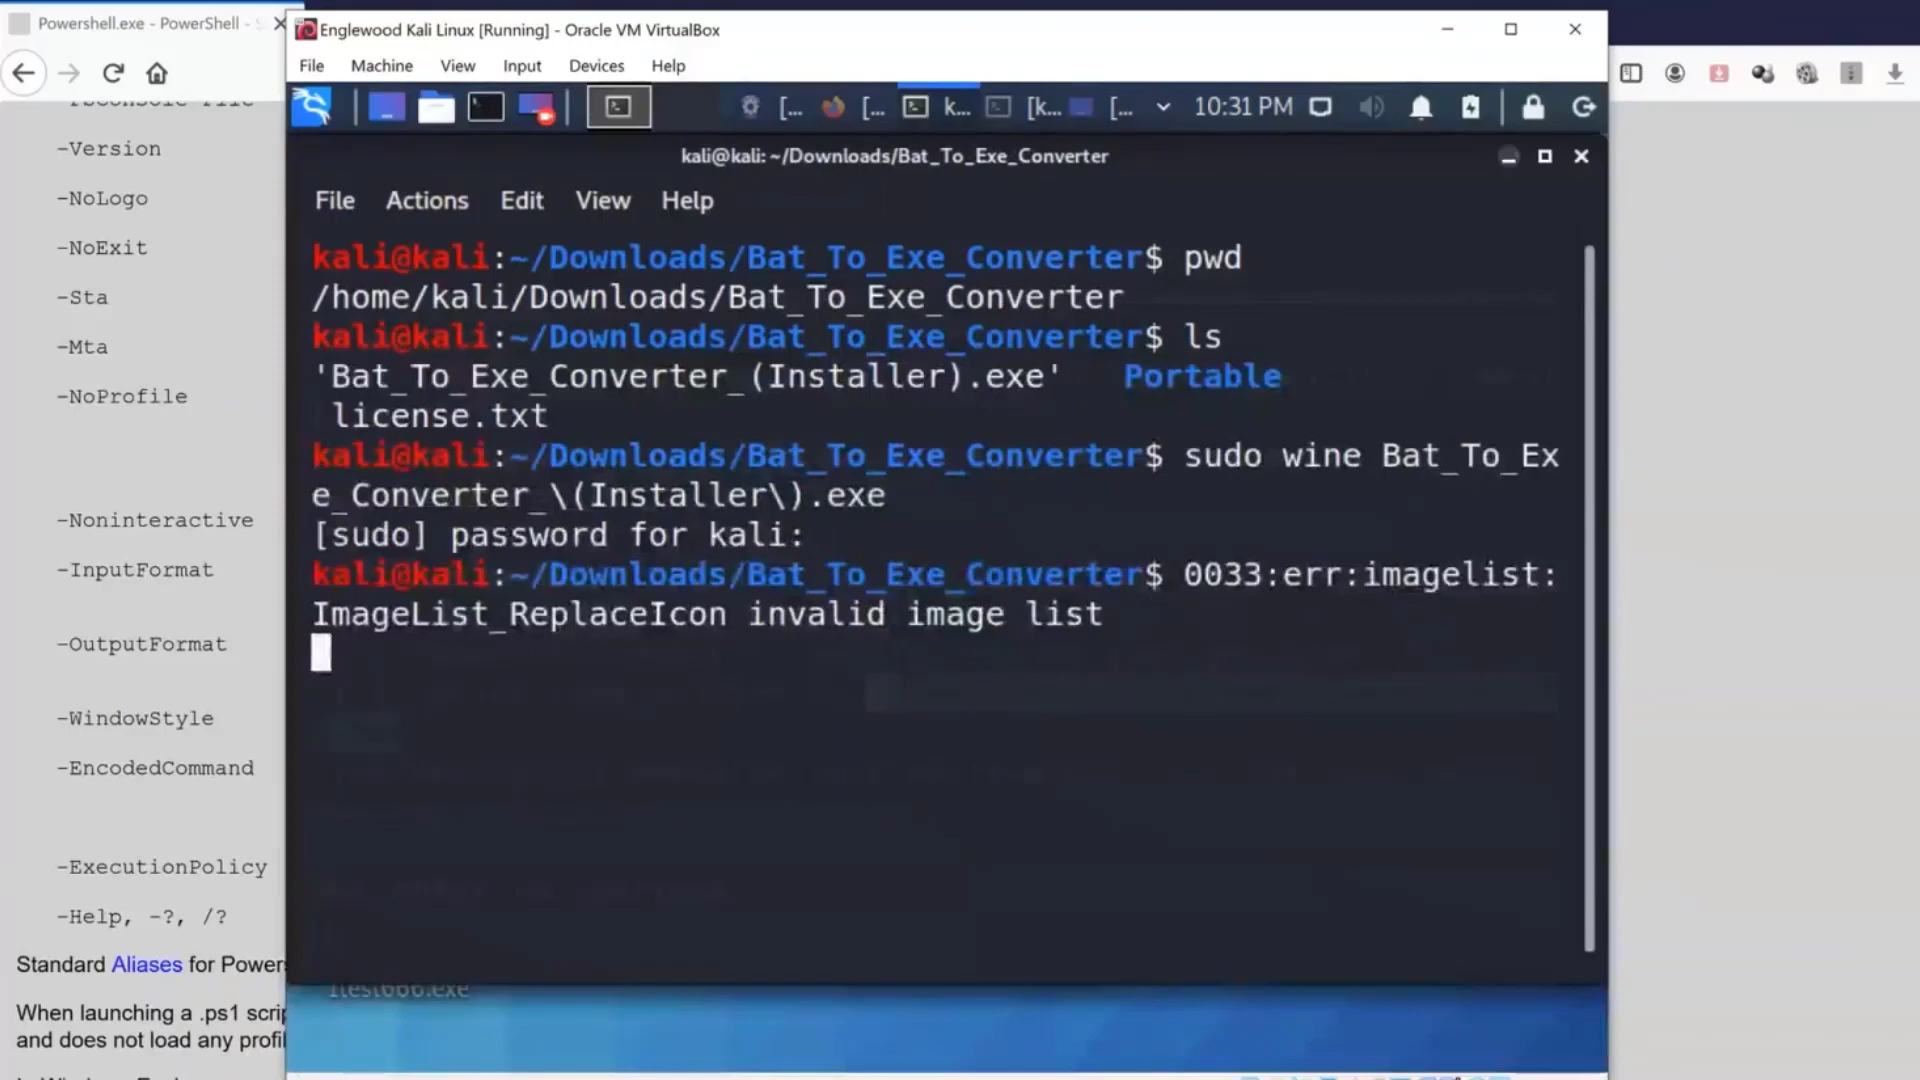 Powershell.exe - PowerShell -
Englewood Kali Linux [Running] - Oracle VM VirtualBox
File Machine View Input Devices Help
[... [... k... [k... [... 10:31 PM
kali@kali: ~/Downloads/Bat_To_Exe_Converter
File Actions Edit View Help
kali@kali:~/Downloads/Bat_To_Exe_Converter$ pwd
/home/kali/Downloads/Bat_To_Exe_Converter
kali@kali:~/Downloads/Bat_To_Exe_Converter$ ls
'Bat_To_Exe_Converter_(Installer).exe' Portable
license.txt
kali@kali:~/Downloads/Bat_To_Exe_Converter$ sudo wine Bat_To_Ex
e_Converter_\(Installer\).exe
[sudo] password for kali:
kali@kali:~/Downloads/Bat_To_Exe_Converter$ 0033:err:imagelist:
ImageList_ReplaceIcon invalid image list
-Version
-NoLogo
-NoExit
-Sta
-Mta
-NoProfile
-Noninteractive
-InputFormat
-OutputFormat
-WindowStyle
-EncodedCommand
-ExecutionPolicy
-Help, -?, /?
Standard Aliases for Powers
When launching a .ps1 scrip
and does not load any profil